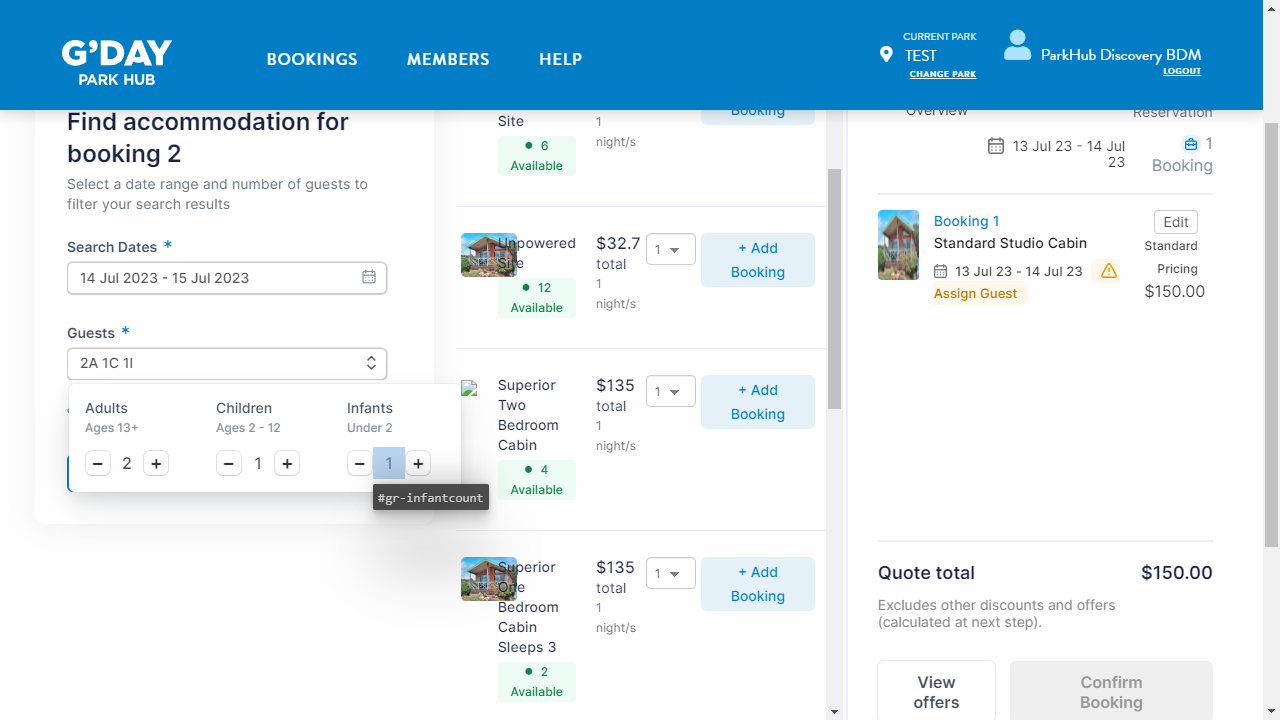 G'DAY
PARK HUB
BOOKINGS
MEMBERS
HELP
CURRENT PARK
TEST
CHANGE PARK
ParkHub Discovery BDM
LOGOUT
Find accommodation for
booking 2
Select a date range and number of guests to
filter your search results
Search Dates *
14 Jul 2023 - 15 Jul 2023
Guests *
2A 1C 1I
Adults
Ages 13+
− 2 +
Children
Ages 2 - 12
− 1 +
Infants
Under 2
− 1 +
#gr-infantcount
Site
6
Available
1
night/s
Booking
Unpowered
Site
12
Available
$32.7
total
1
night/s
1
+ Add
Booking
Superior
Two
Bedroom
Cabin
4
Available
$135
total
1
night/s
1
+ Add
Booking
Superior
One
Bedroom
Cabin
Sleeps 3
2
Available
$135
total
1
night/s
1
+ Add
Booking
Overview
Reservation
13 Jul 23 - 14 Jul
23
1
Booking
Booking 1
Standard Studio Cabin
13 Jul 23 - 14 Jul 23
Assign Guest
Edit
Standard
Pricing
$150.00
Quote total
$150.00
Excludes other discounts and offers
(calculated at next step).
View
offers
Confirm
Booking